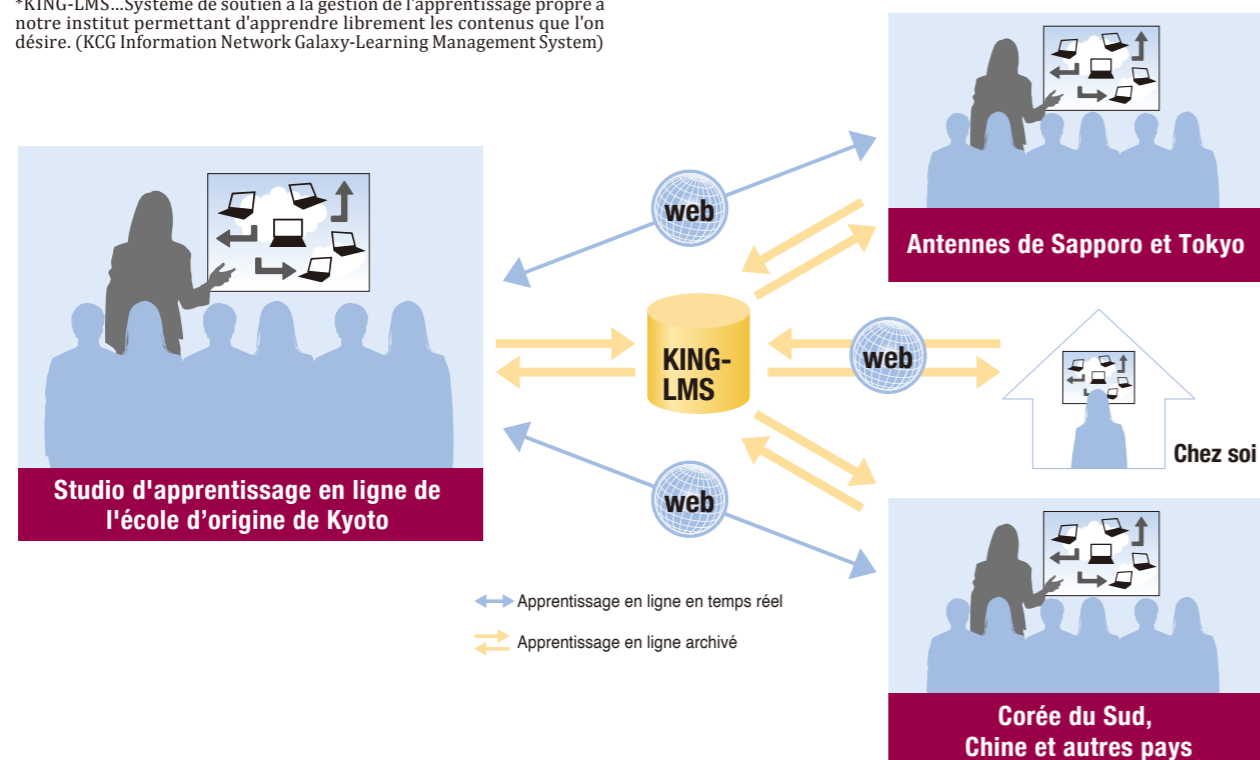 *KING-LMS...Système de soutien à la gestion de l'apprentissage propre à
notre institut permettant d'apprendre librement les contenus que l'on
désire. (KCG Information Network Galaxy-Learning Management System)
web
Antennes de Sapporo et Tokyo
KING-
LMS
web
Chez soi
Studio d'apprentissage en ligne de
l'école d’origine de Kyoto
web
Apprentissage en ligne en temps réel
Apprentissage en ligne archivé
Corée du Sud,
Chine et autres pays